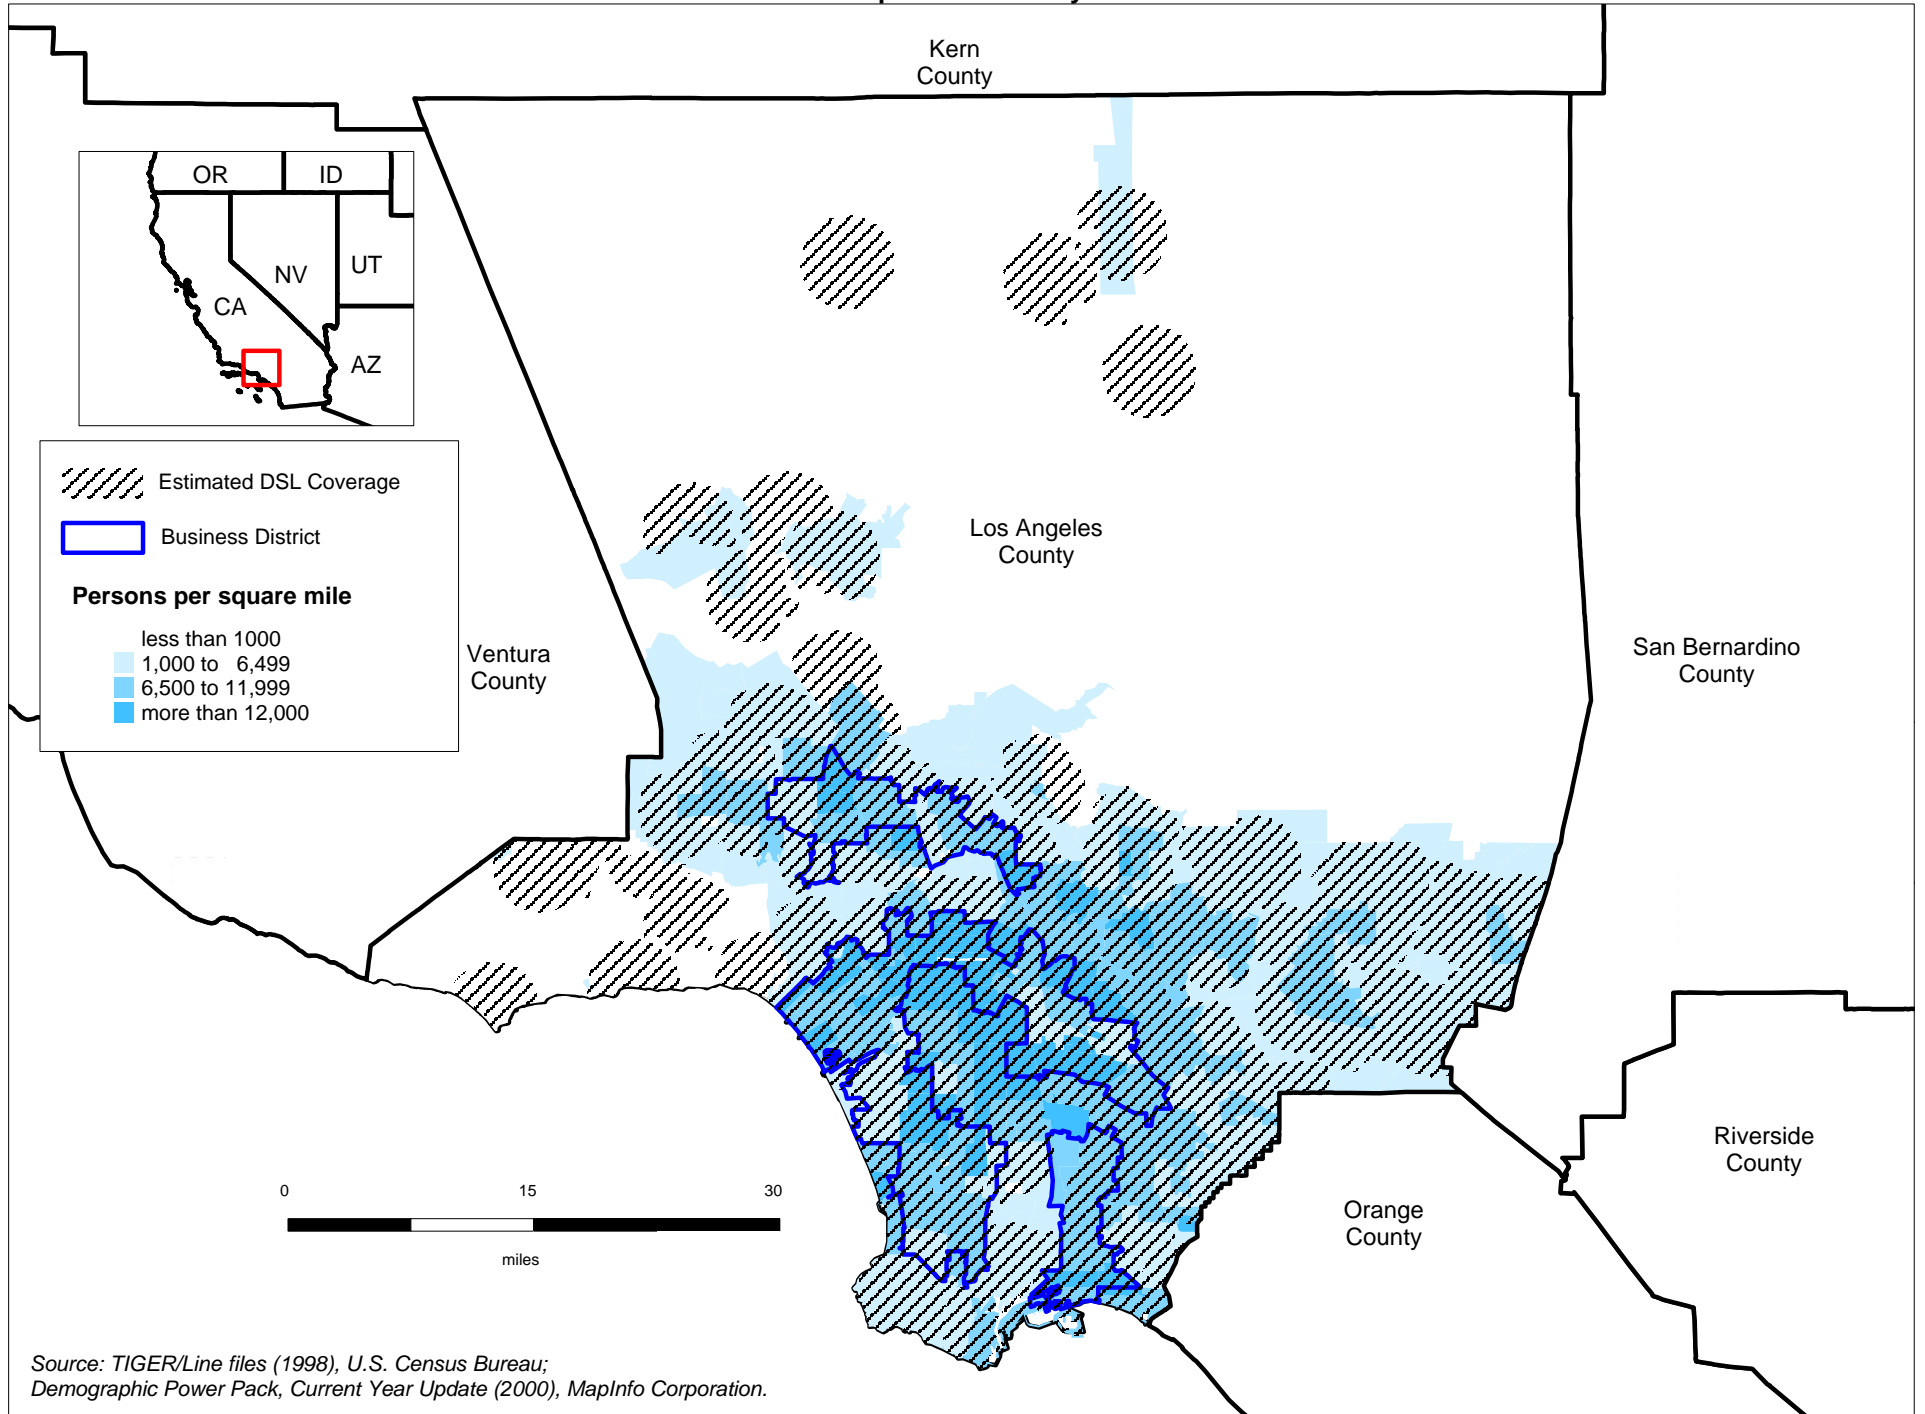 Kern
County
OR
ID
NV
UT
CA
AZ
Estimated DSL Coverage
Business District
Persons per square mile
less than 1000
1,000 to 6,499
6,500 to 11,999
more than 12,000
Los Angeles
County
Ventura
County
San Bernardino
County
Riverside
County
Orange
County
0 15 30
miles
Source: TIGER/Line files (1998), U.S. Census Bureau;
Demographic Power Pack, Current Year Update (2000), MapInfo Corporation.